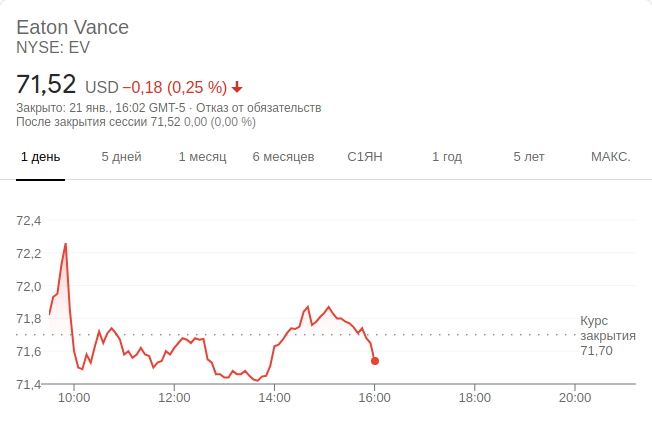 Eaton Vance
NYSE: EV
71,52 USD −0,18 (0,25 %)
Закрыто: 21 янв., 16:02 GMT-5 · Отказ от обязательств
После закрытия сессии 71,52 0,00 (0,00 %)
1 день 5 дней 1 месяц 6 месяцев С1ЯН 1 год 5 лет МАКС.
72,4
72,2
72,0
71,8
71,6
71,4
Курс
закрытия
71,70
10:00 12:00 14:00 16:00 18:00 20:00